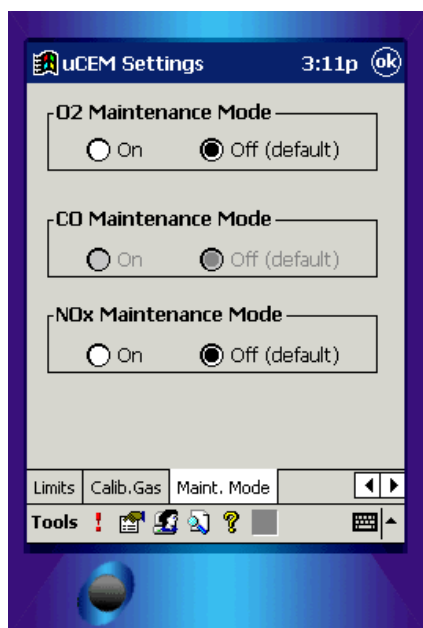 uCEM Settings 3:11p ok
O2 Maintenance Mode
On Off (default)
CO Maintenance Mode
On Off (default)
NOx Maintenance Mode
On Off (default)
Limits Calib.Gas Maint. Mode
Tools ! ?